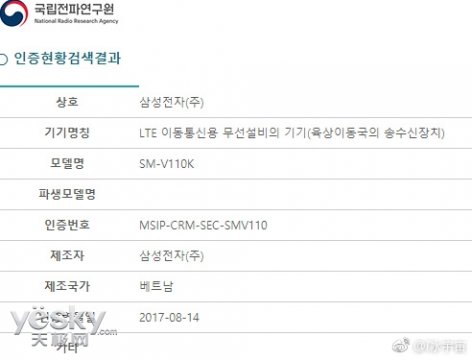 국립전파연구원
National Radio Research Agency
인증현황검색결과
상호 삼성전자(주)
기기명칭 LTE 이동통신용 무선설비의 기기(육상이동국의 송수신장치)
모델명 SM-V110K
파생모델명
인증번호 MSIP-CRM-SEC-SMV110
제조자 삼성전자(주)
제조국가 베트남
2017-08-14
yesky
天极网
기타